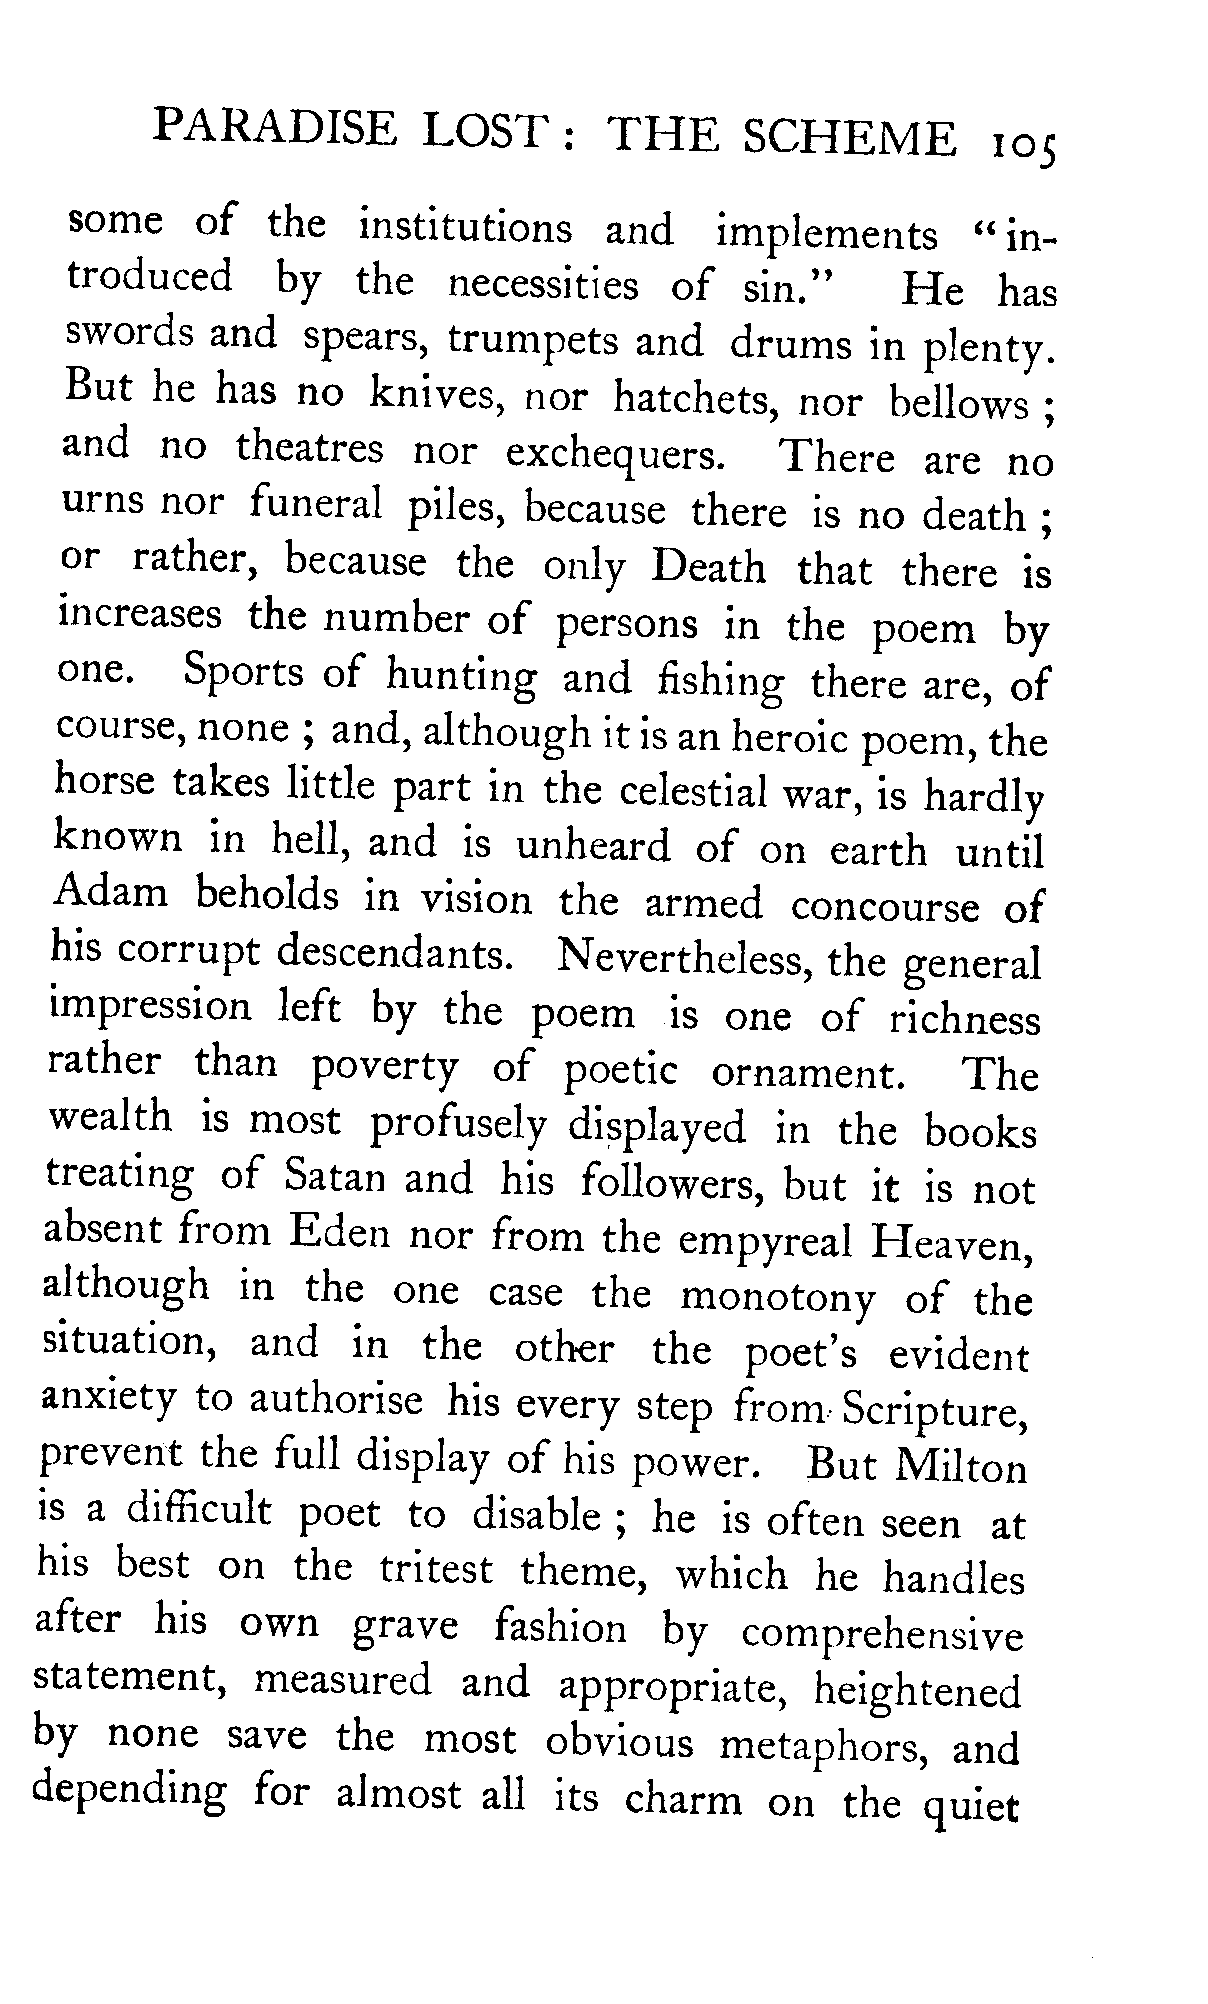 PARADISE LOST : THE SCHEME 105
some of the institutions and implements “in-
troduced by the necessities of sin.” He has
swords and spears, trumpets and drums in plenty.
But he has no knives, nor hatchets, nor bellows ;
and no theatres nor exchequers. There are no
urns nor funeral piles, because there is no death ;
or rather, because the only Death that there is
increases the number of persons in the poem by
one. Sports of hunting and fishing there are, of
course, none ; and, although it is an heroic poem, the
horse takes little part in the celestial war, is hardly
known in hell, and is unheard of on earth until
Adam beholds in vision the armed concourse of
his corrupt descendants. Nevertheless, the general
impression left by the poem is one of richness
rather than poverty of poetic ornament. The
wealth is most profusely displayed in the books
treating of Satan and his followers, but it is not
absent from Eden nor from the empyreal Heaven,
although in the one case the monotony of the
situation, and in the other the poet's evident
anxiety to authorise his every step from Scripture,
prevent the full display of his power. But Milton
is a difficult poet to disable ; he is often seen at
his best on the tritest theme, which he handles
after his own grave fashion by comprehensive
statement, measured and appropriate, heightened
by none save the most obvious metaphors, and
depending for almost all its charm on the quiet